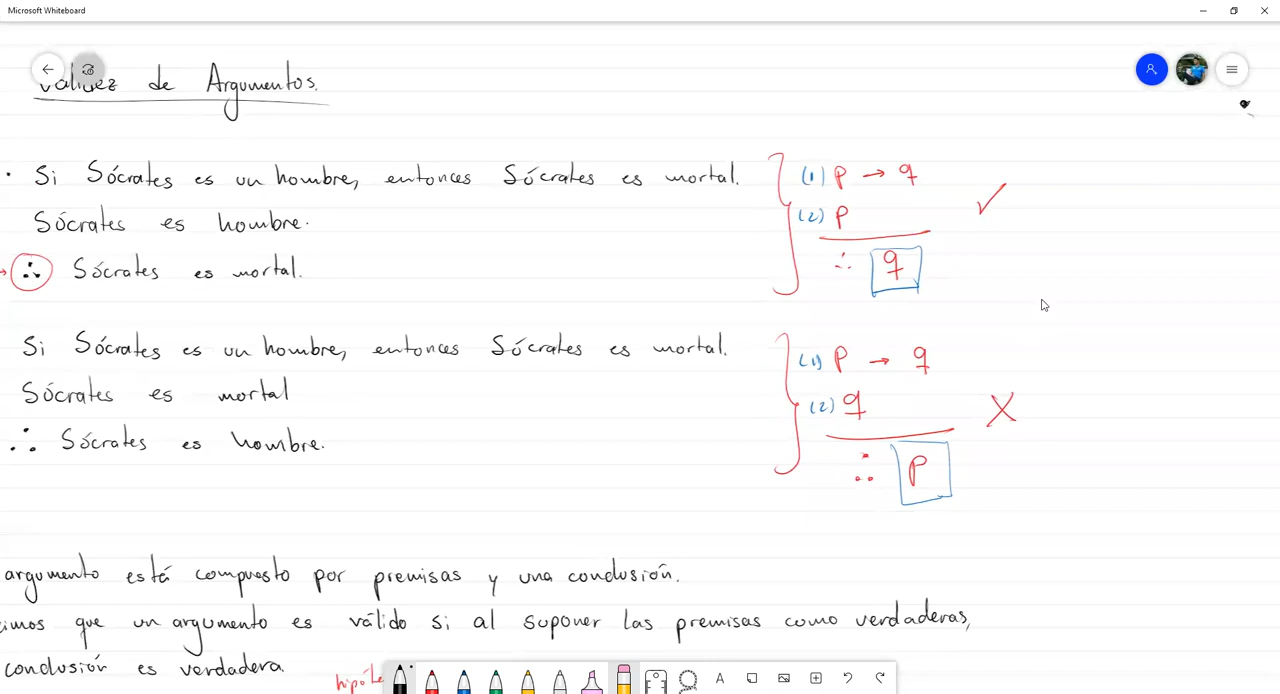 Microsoft Whiteboard
Validez de Argumentos.
· Si Sócrates es un hombre, entonces Sócrates es mortal.
(1) p → q
Sócrates es hombre.
(2) p ✓
∴ Sócrates es mortal.
∴ q
Si Sócrates es un hombre, entonces Sócrates es mortal.
(1) p → q
Sócrates es mortal
(2) q X
∴ Sócrates es hombre.
∴ p
argumento está compuesto por premisas y una conclusión.
cimos que un argumento es válido si al suponer las premisas como verdaderas,
conclusión es verdadera.
hipóte
A